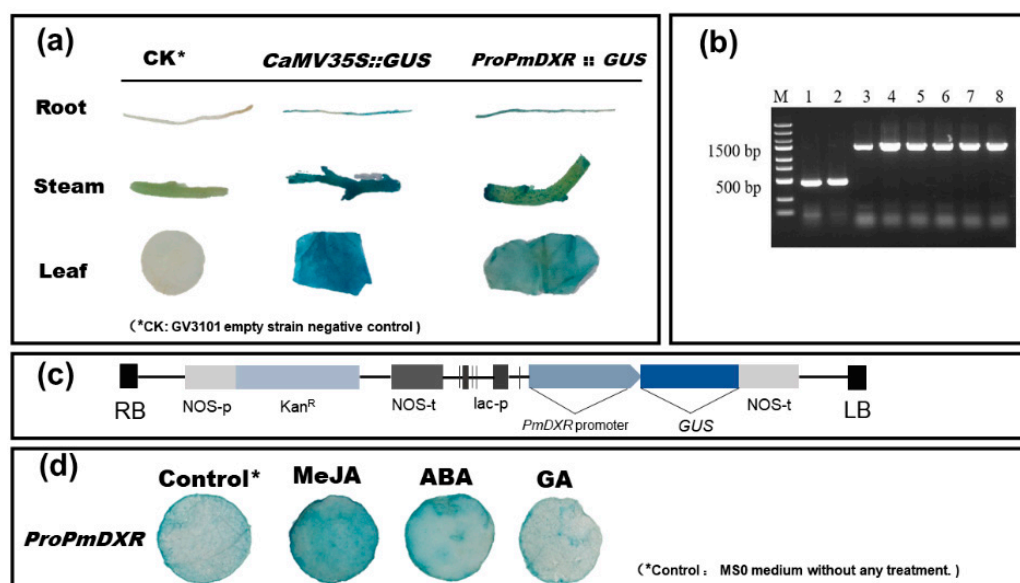 (a)
CK* CaMV35S::GUS ProPmDXR :: GUS
Root
Steam
Leaf
(*CK: GV3101 empty strain negative control)
(b)
M 1 2 3 4 5 6 7 8
1500 bp
500 bp
(c)
RB NOS-p KanR NOS-t lac-p PmDXR promoter GUS NOS-t LB
(d)
Control* MeJA ABA GA
ProPmDXR
(*Control: MS0 medium without any treatment.)